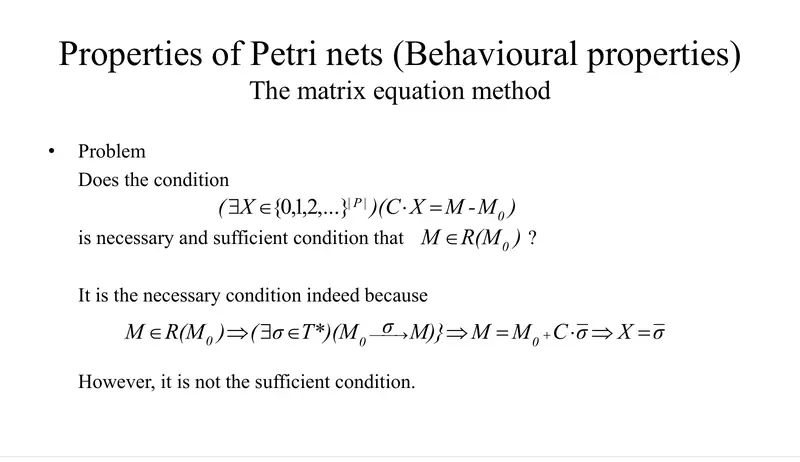 Properties of Petri nets (Behavioural properties)
The matrix equation method
• Problem
Does the condition
(∃X ∈{0,1,2,...}^|P|)(C·X = M - M₀)
is necessary and sufficient condition that M ∈ R(M₀) ?
It is the necessary condition indeed because
M ∈ R(M₀) ⇒ (∃σ ∈ T*)(M₀ —σ→ M)} ⇒ M = M₀ + C·σ̅ ⇒ X = σ̅
However, it is not the sufficient condition.